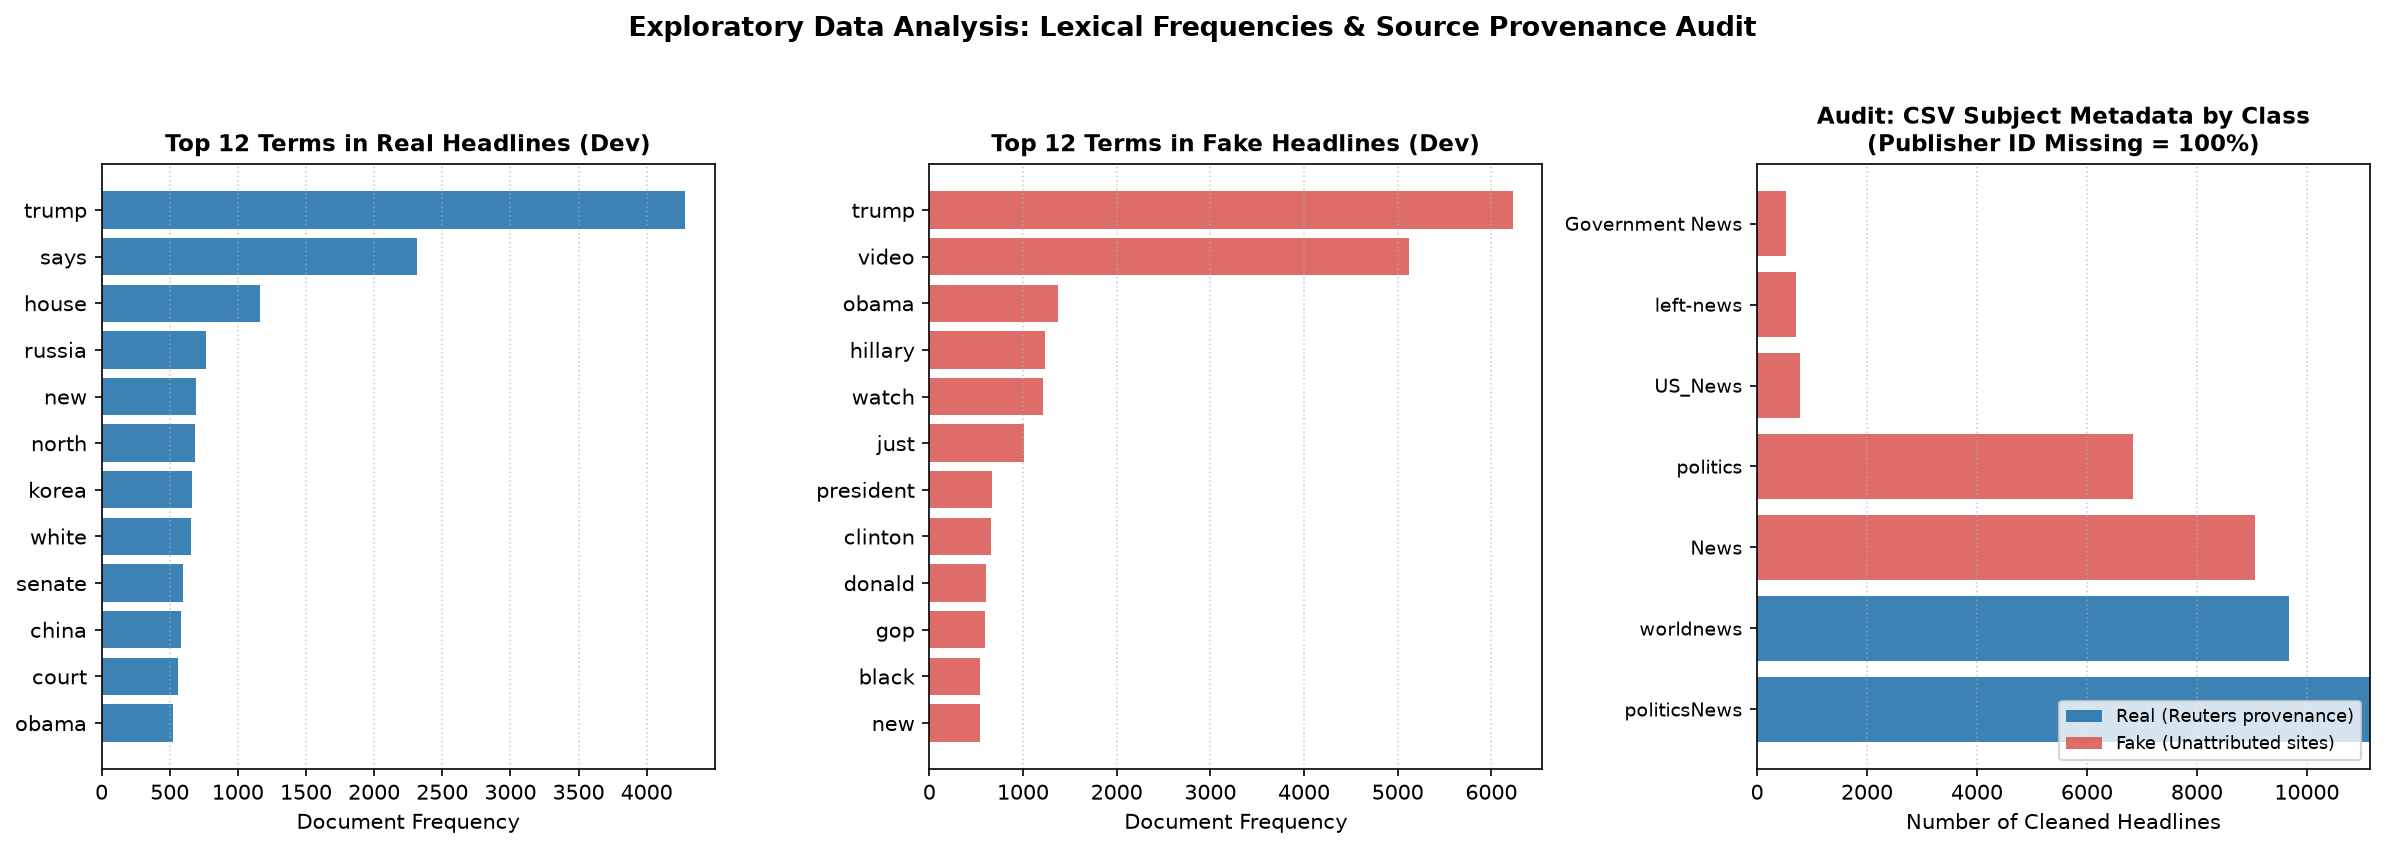 Exploratory Data Analysis: Lexical Frequencies & Source Provenance Audit
Top 12 Terms in Real Headlines (Dev)
trump
says
house
russia
new
north
korea
white
senate
china
court
obama
0 500 1000 1500 2000 2500 3000 3500 4000
Document Frequency
Top 12 Terms in Fake Headlines (Dev)
trump
video
obama
hillary
watch
just
president
clinton
donald
gop
black
new
0 1000 2000 3000 4000 5000 6000
Document Frequency
Audit: CSV Subject Metadata by Class
(Publisher ID Missing = 100%)
Government News
left-news
US_News
politics
News
worldnews
politicsNews
Real (Reuters provenance)
Fake (Unattributed sites)
0 2000 4000 6000 8000 10000
Number of Cleaned Headlines